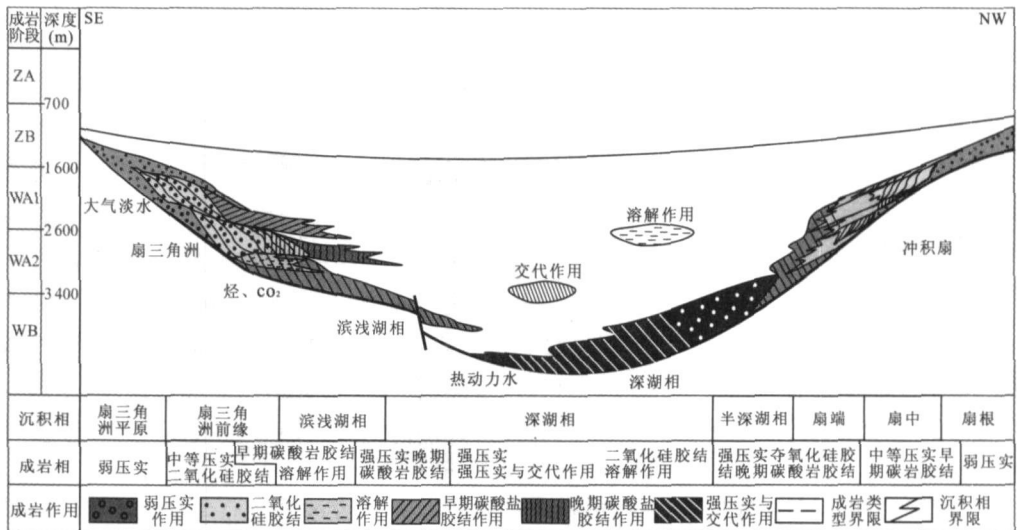 成岩
阶段
深度
(m)
SE
NW
ZA
700
ZB
1600
WA1
2600
WA2
3400
WB
大气淡水
扇三角洲
烃、co₂
滨浅湖相
热动力水
深湖相
交代作用
溶解作用
冲积扇
沉积相
扇三角
洲平原
扇三角
洲前缘
滨浅湖相
深湖相
半深湖相
扇端
扇中
扇根
成岩相
弱压实
中等压实
二氧化硅胶结
早期碳酸岩胶结
溶解作用
强压实晚期
碳酸岩胶结
强压实
强压实与交代作用
二氧化硅胶结
溶解作用
强压实夺氧化硅胶
结晚期碳酸岩胶结
中等压实早
期碳岩胶结
弱压实
成岩作用
弱压实
作用
二氧化
硅胶结
溶解
作用
早期碳酸盐
胶结作用
晚期碳酸盐
胶结作用
强压实与
交代作用
成岩类
型界限
沉积相
界限